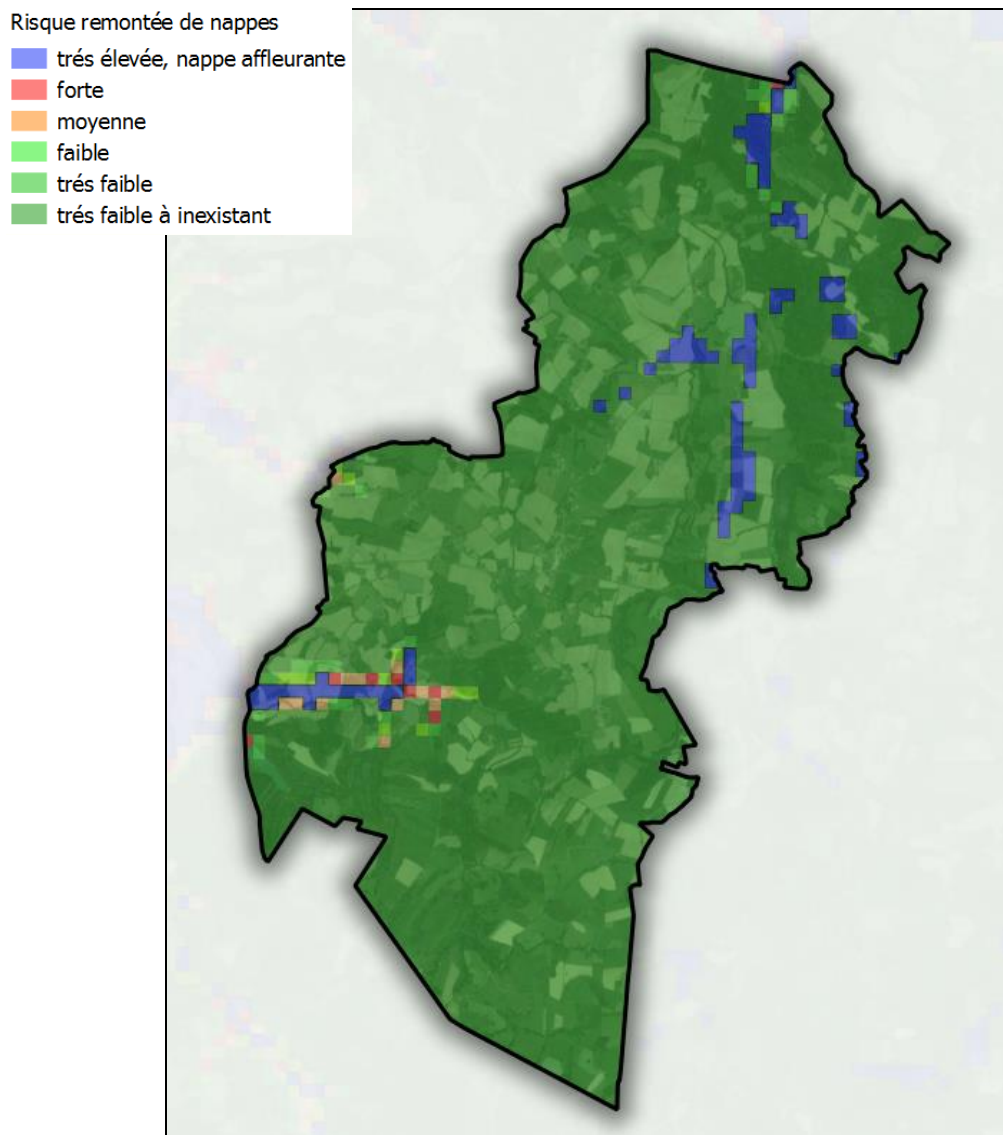 Risque remontée de nappes
trés élevée, nappe affleurante
forte
moyenne
faible
trés faible
trés faible à inexistant